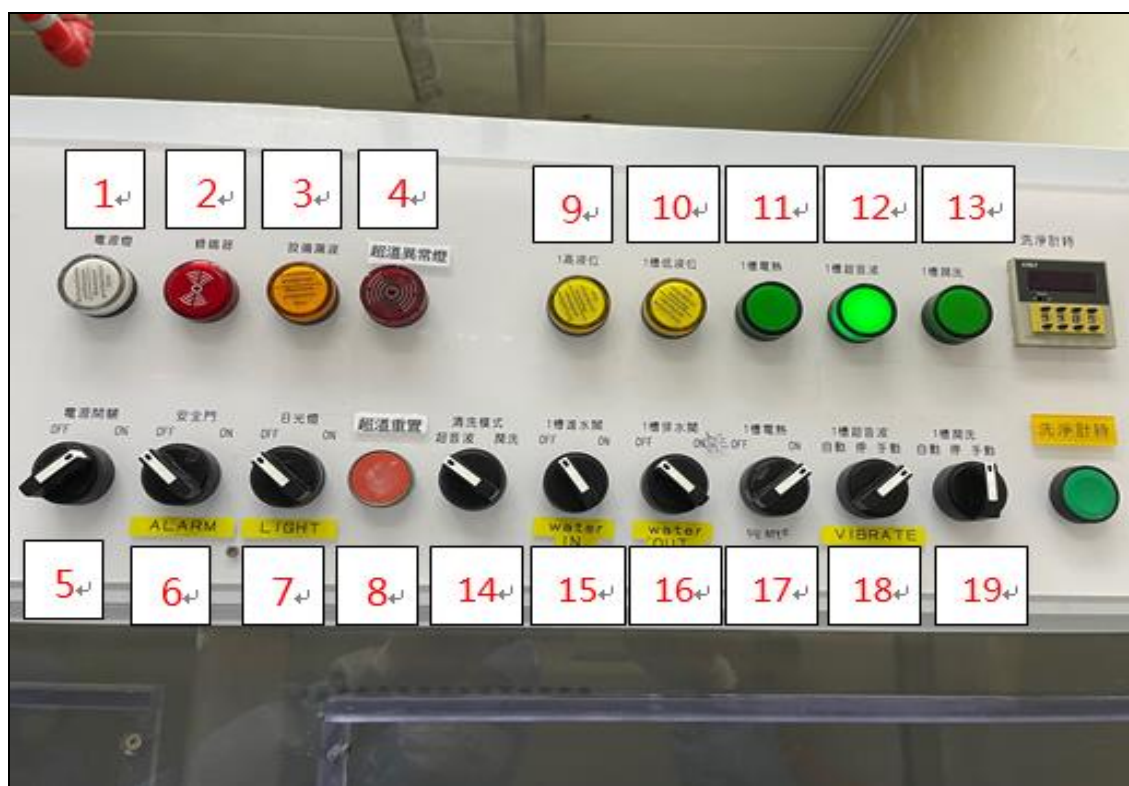 1
2
3
4
9
10
11
12
13
電源燈
蜂鳴器
設備漏液
超溫異常燈
1高液位
1槽低液位
1槽電熱
1槽超音波
1槽開洗
洗淨計時
電源開關
OFF ON
安全門
OFF ON
日光燈
OFF ON
超溫重置
清洗模式
超音波 開洗
1槽進水閥
OFF ON
1槽排水閥
OFF ON
1槽電熱
OFF
1槽超音波
自動 停 手動
1槽開洗
自動 停 手動
洗淨計時
ALARM
LIGHT
water
IN
water
OUT
VIBRATE
5
6
7
8
14
15
16
17
18
19